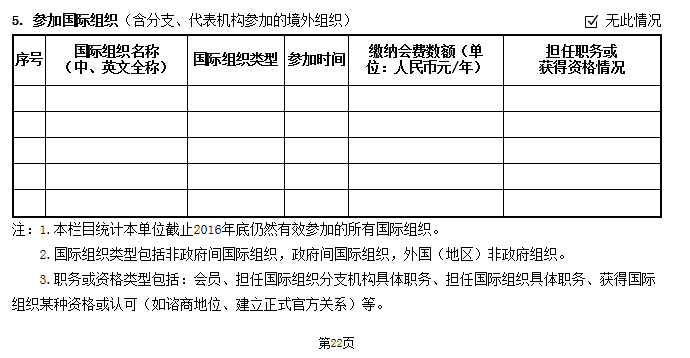 5. 参加国际组织（含分支、代表机构参加的境外组织） ☑ 无此情况
序号 国际组织名称（中、英文全称） 国际组织类型 参加时间 缴纳会费数额（单位：人民币元/年） 担任职务或获得资格情况
注：1.本栏目统计本单位截止2016年底仍然有效参加的所有国际组织。
2.国际组织类型包括非政府间国际组织，政府间国际组织，外国（地区）非政府组织。
3.职务或资格类型包括：会员、担任国际组织分支机构具体职务、担任国际组织具体职务、获得国际
组织某种资格或认可（如谘商地位、建立正式官方关系）等。
第22页